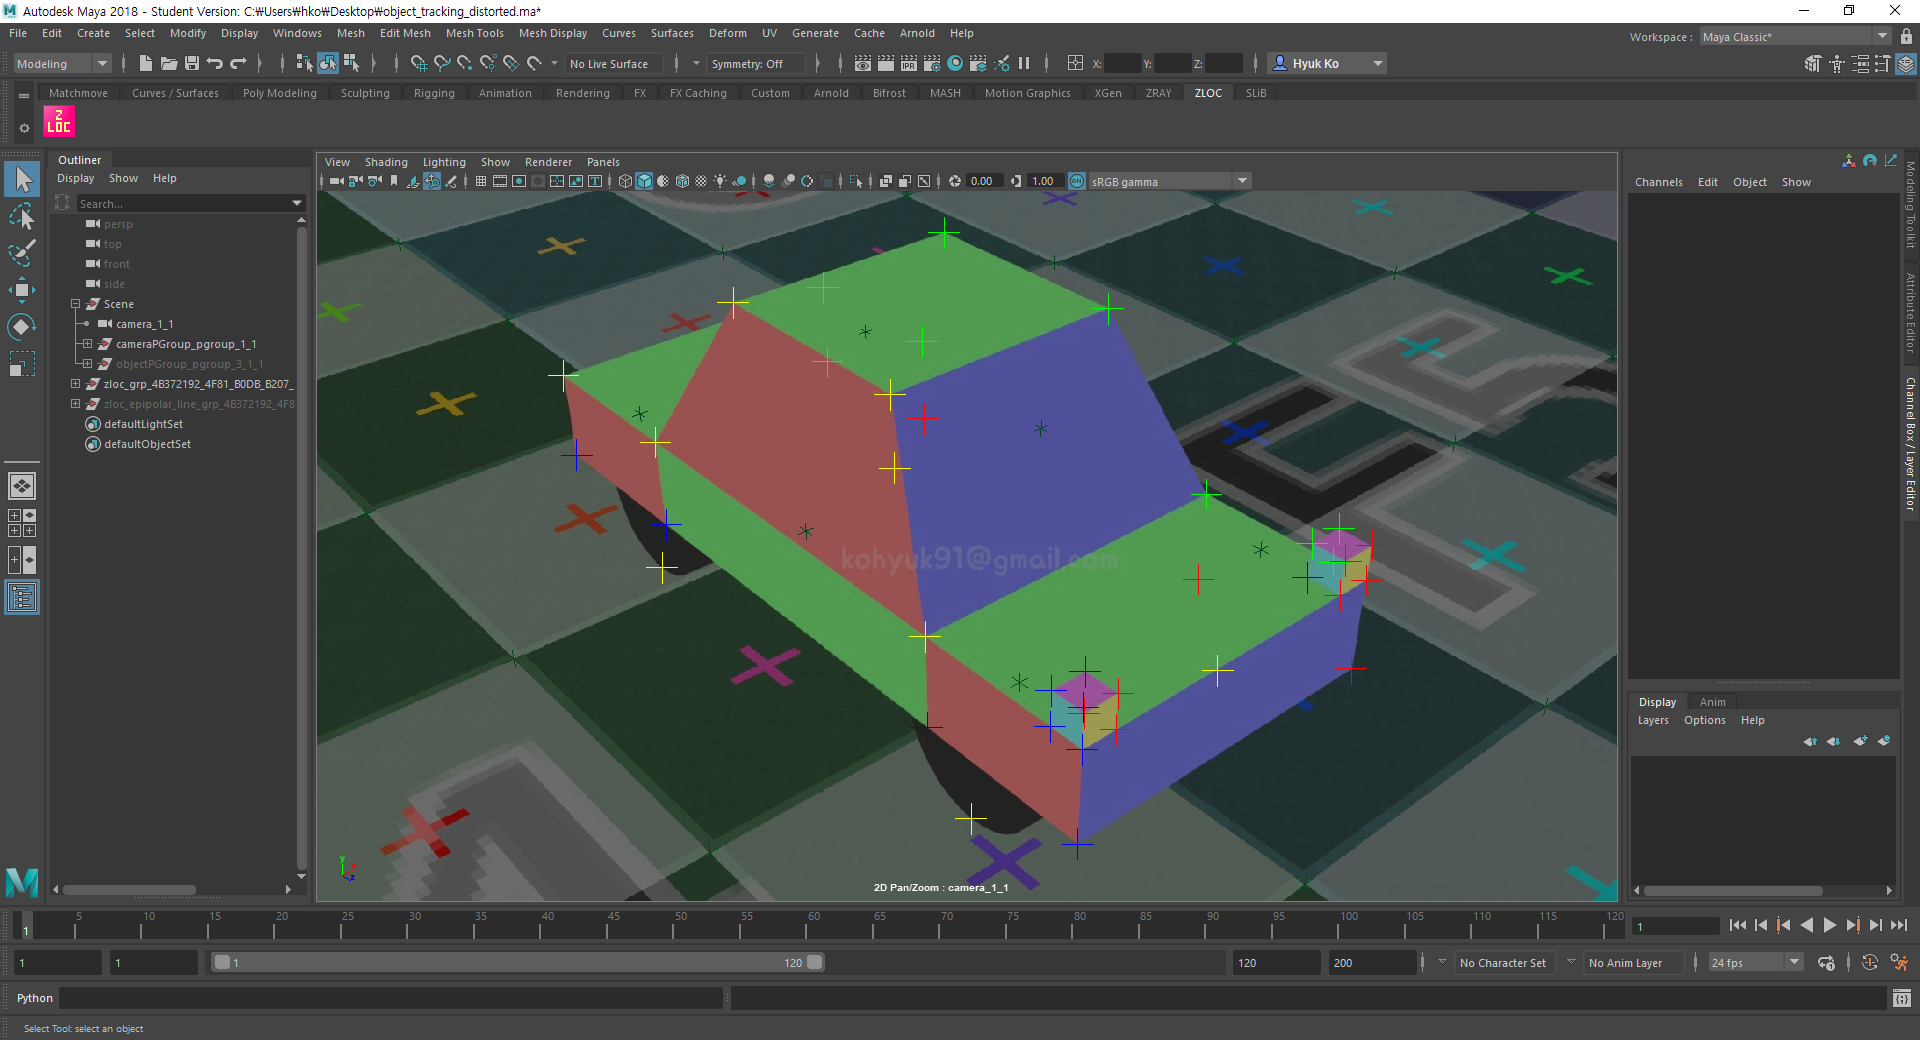 Autodesk Maya 2018 - Student Version: C:₩Users₩hko₩Desktop₩object_tracking_distorted.ma*
File Edit Create Select Modify Display Windows Mesh Edit Mesh Mesh Tools Mesh Display Curves Surfaces Deform UV Generate Cache Arnold Help
Workspace : Maya Classic*
Modeling No Live Surface Symmetry: Off IPR X: Y: Z: Hyuk Ko
Matchmove Curves / Surfaces Poly Modeling Sculpting Rigging Animation Rendering FX FX Caching Custom Arnold Bifrost MASH Motion Graphics XGen ZRAY ZLOC SLiB
Z
LOC
Outliner
Display Show Help
Search...
persp
top
front
side
Scene
camera_1_1
cameraPGroup_pgroup_1_1
objectPGroup_pgroup_3_1_1
zloc_grp_4B372192_4F81_B0DB_B207_
zloc_epipolar_line_grp_4B372192_4F8
defaultLightSet
defaultObjectSet
View Shading Lighting Show Renderer Panels
0.00 1.00 ON sRGB gamma
kohyuk91@gmail.com
y
z
2D Pan/Zoom : camera_1_1
Channels Edit Object Show
Modeling Toolkit
Attribute Editor
Channel Box / Layer Editor
Display Anim
Layers Options Help
1 5 10 15 20 25 30 35 40 45 50 55 60 65 70 75 80 85 90 95 100 105 110 115 120 1
1 1 1 120 120 200 No Character Set No Anim Layer 24 fps
Python
Select Tool: select an object